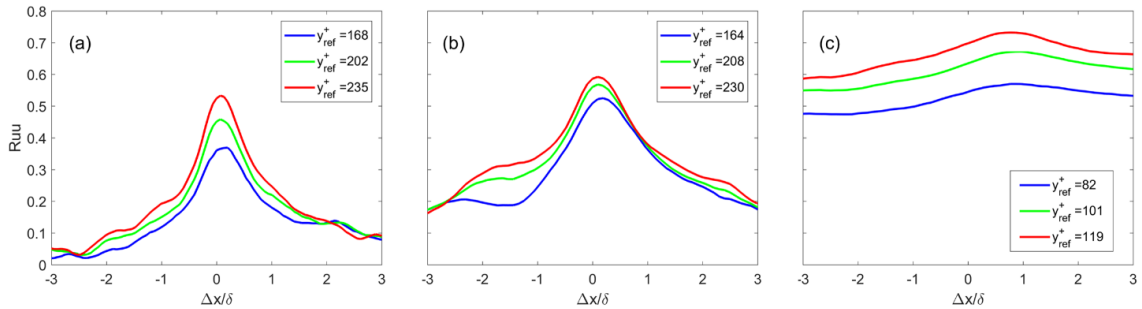 (a)
y+ref =168
y+ref =202
y+ref =235
0.8
0.7
0.6
0.5
0.4
0.3
0.2
0.1
0
Ruu
-3 -2 -1 0 1 2 3
Δx/δ
(b)
y+ref =164
y+ref =208
y+ref =230
-3 -2 -1 0 1 2 3
Δx/δ
(c)
y+ref =82
y+ref =101
y+ref =119
-3 -2 -1 0 1 2 3
Δx/δ